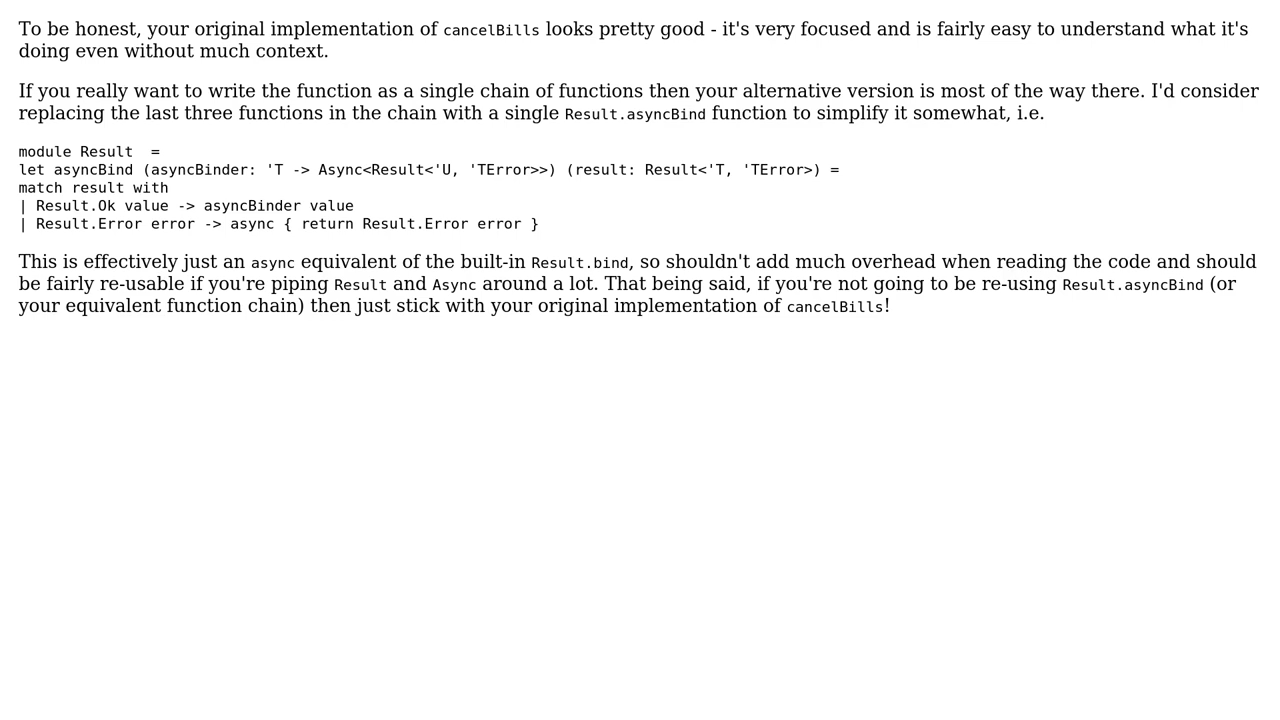 To be honest, your original implementation of cancelBills looks pretty good - it's very focused and is fairly easy to understand what it's
doing even without much context.
If you really want to write the function as a single chain of functions then your alternative version is most of the way there. I'd consider
replacing the last three functions in the chain with a single Result.asyncBind function to simplify it somewhat, i.e.
module Result  =
let asyncBind (asyncBinder: 'T -> Async<Result<'U, 'TError>>) (result: Result<'T, 'TError>) =
match result with
| Result.Ok value -> asyncBinder value
| Result.Error error -> async { return Result.Error error }
This is effectively just an async equivalent of the built-in Result.bind, so shouldn't add much overhead when reading the code and should
be fairly re-usable if you're piping Result and Async around a lot. That being said, if you're not going to be re-using Result.asyncBind (or
your equivalent function chain) then just stick with your original implementation of cancelBills!